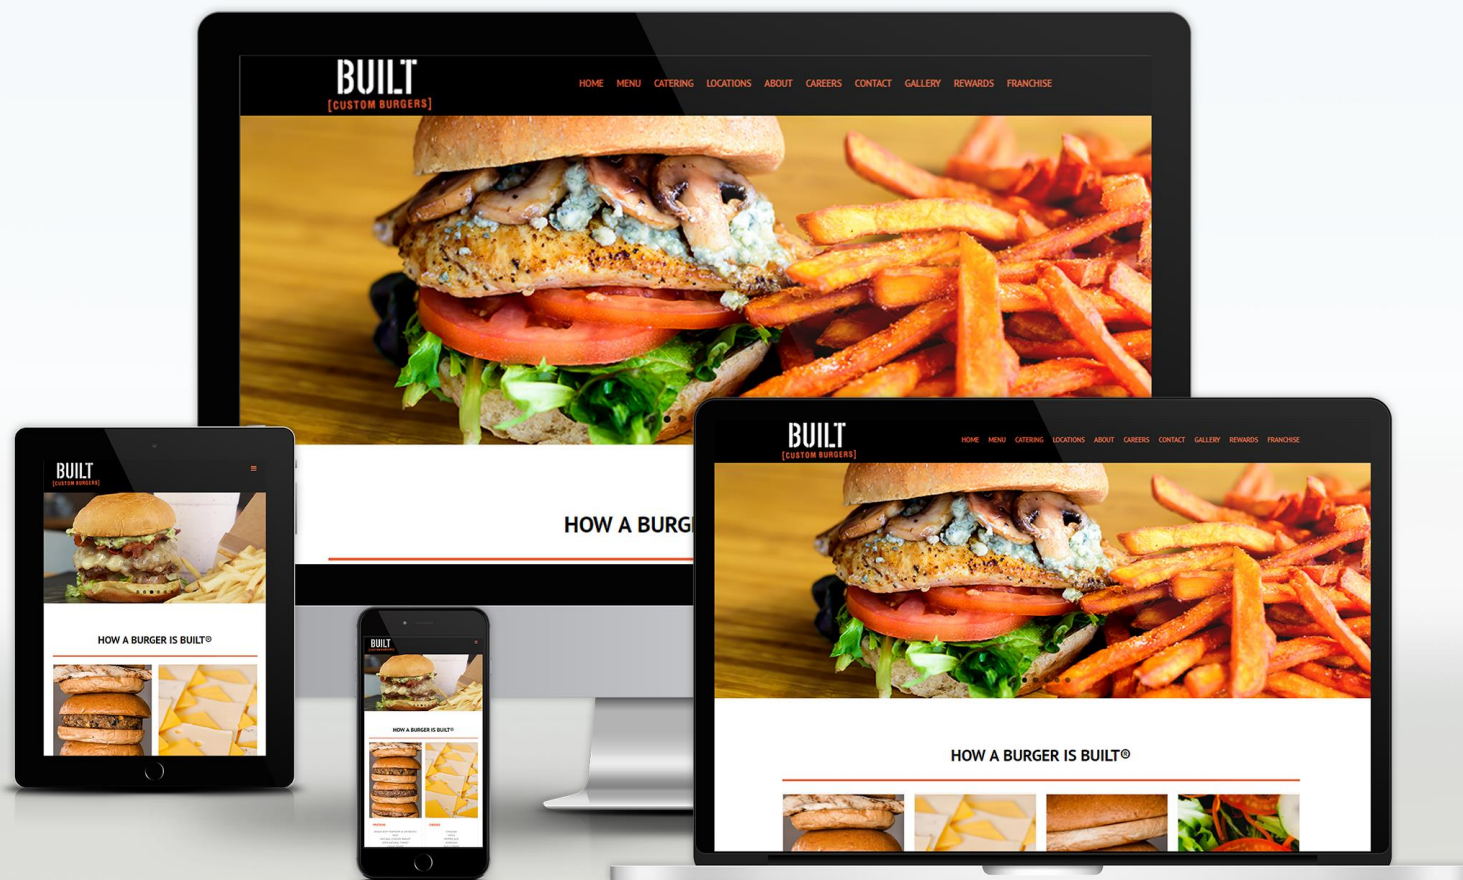 BUILT
[CUSTOM BURGERS]
HOME MENU CATERING LOCATIONS ABOUT CAREERS CONTACT GALLERY REWARDS FRANCHISE
HOW A BURG
BUILT
[CUSTOM BURGERS]
HOW A BURGER IS BUILT®
BUILT
HOW A BURGER IS BUILT®
BUILT
[CUSTOM BURGERS]
HOME MENU CATERING LOCATIONS ABOUT CAREERS CONTACT GALLERY REWARDS FRANCHISE
HOW A BURGER IS BUILT®